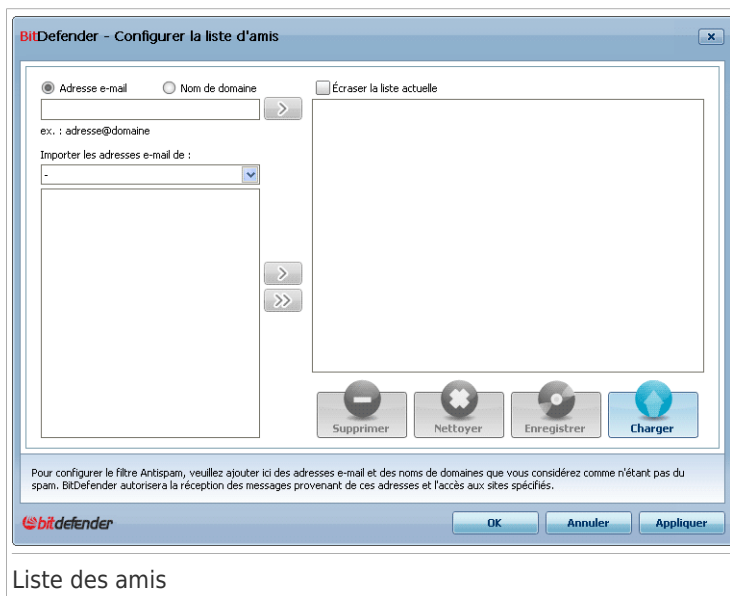 BitDefender - Configurer la liste d'amis
Adresse e-mail
Nom de domaine
Écraser la liste actuelle
ex. : adresse@domaine
Importer les adresses e-mail de :
-
Supprimer
Nettoyer
Enregistrer
Charger
Pour configurer le filtre Antispam, veuillez ajouter ici des adresses e-mail et des noms de domaines que vous considérez comme n'étant pas du
spam. BitDefender autorisera la réception des messages provenant de ces adresses et l'accès aux sites spécifiés.
bitdefender
OK
Annuler
Appliquer
Liste des amis